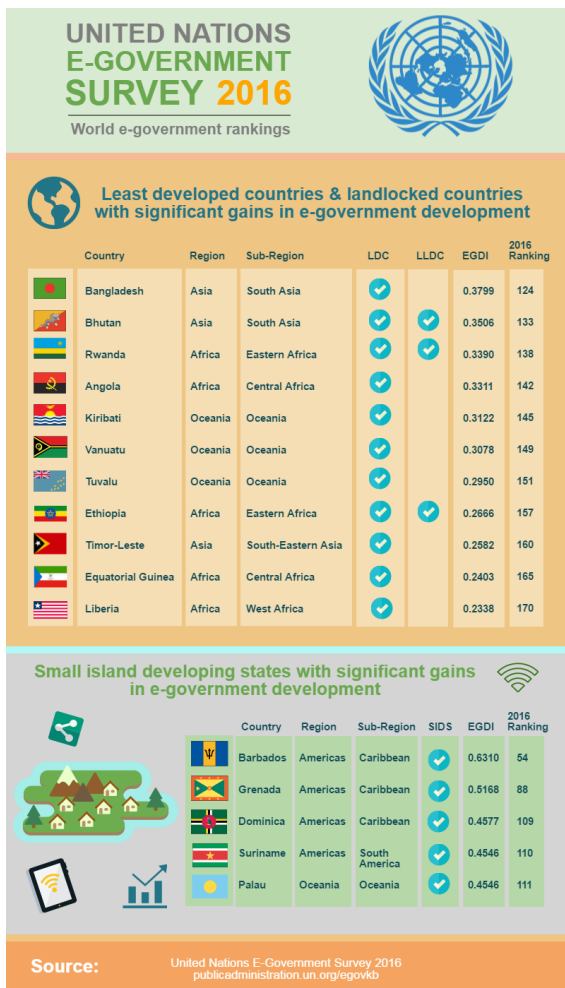 UNITED NATIONS
E-GOVERNMENT
SURVEY 2016
World e-government rankings
Least developed countries & landlocked countries
with significant gains in e-government development
Country Region Sub-Region LDC LLDC EGDI 2016 Ranking
Bangladesh Asia South Asia 0.3799 124
Bhutan Asia South Asia 0.3506 133
Rwanda Africa Eastern Africa 0.3390 138
Angola Africa Central Africa 0.3311 142
Kiribati Oceania Oceania 0.3122 145
Vanuatu Oceania Oceania 0.3078 149
Tuvalu Oceania Oceania 0.2950 151
Ethiopia Africa Eastern Africa 0.2666 157
Timor-Leste Asia South-Eastern Asia 0.2582 160
Equatorial Guinea Africa Central Africa 0.2403 165
Liberia Africa West Africa 0.2338 170
Small island developing states with significant gains
in e-government development
Country Region Sub-Region SIDS EGDI 2016 Ranking
Barbados Americas Caribbean 0.6310 54
Grenada Americas Caribbean 0.5168 88
Dominica Americas Caribbean 0.4577 109
Suriname Americas South America 0.4546 110
Palau Oceania Oceania 0.4546 111
Source: United Nations E-Government Survey 2016
publicadministration.un.org/egovkb